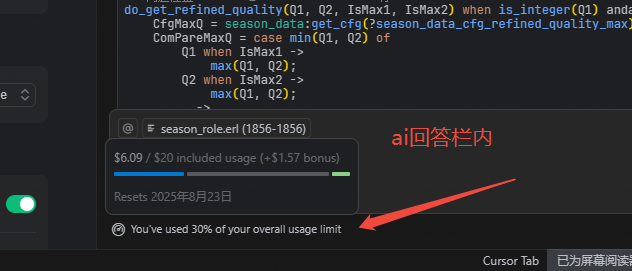 do_get_refined_quality(Q1, Q2, IsMax1, IsMax2) when is_integer(Q1) anda
CfgMaxQ = season_data:get_cfg(?season_data_cfg_refined_quality_max)
ComPareMaxQ = case min(Q1, Q2) of
Q1 when IsMax1 ->
max(Q1, Q2);
Q2 when IsMax2 ->
max(Q1, Q2);
->
e
@ season_role.erl (1856-1856)
ai回答栏内
$6.09 / $20 included usage (+$1.57 bonus)
Resets 2025年8月23日
You've used 30% of your overall usage limit
Cursor Tab
已为屏幕阅读器